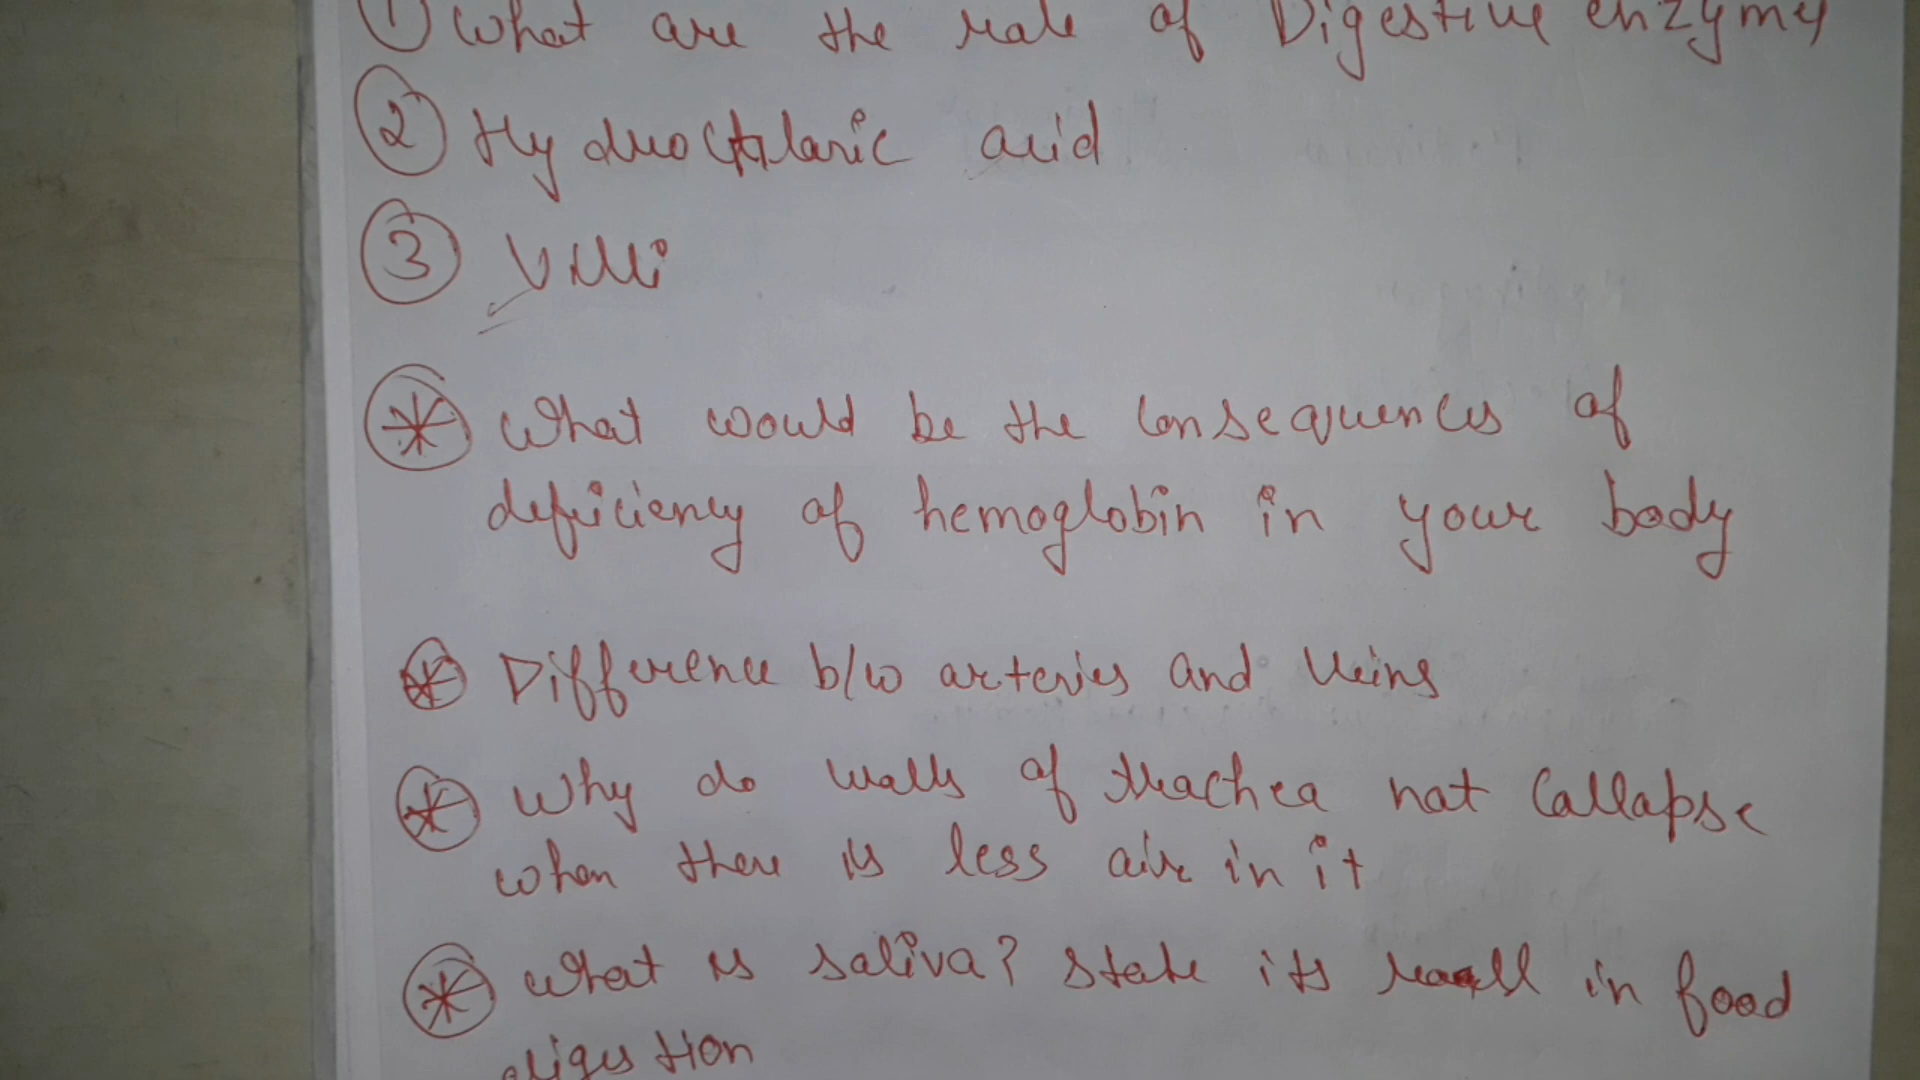 ① What are the role of Digestive enzymes
② Hydrochloric acid
③ Villi
* What would be the consequences of
deficiency of hemoglobin in your body
* Difference b/w arteries and Veins
* Why do walls of trachea not Collapse
when there is less air in it
* What is saliva? State its roall in food
digestion